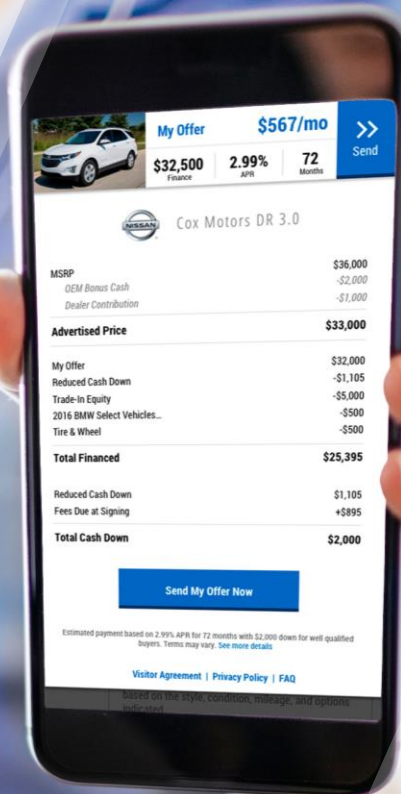 My Offer $567/mo
$32,500 2.99% 72
Finance APR Months
Send
NISSAN
Cox Motors DR 3.0
MSRP $36,000
OEM Bonus Cash -$2,000
Dealer Contribution -$1,000
Advertised Price $33,000
My Offer $32,000
Reduced Cash Down -$1,105
Trade-In Equity -$5,000
2016 BMW Select Vehicles... -$500
Tire & Wheel -$500
Total Financed $25,395
Reduced Cash Down $1,105
Fees Due at Signing +$895
Total Cash Down $2,000
Send My Offer Now
Estimated payment based on 2.99% APR for 72 months with $2,000 down for well qualified
buyers. Terms may vary. See more details
Visitor Agreement | Privacy Policy | FAQ
based on the style, condition, mileage, and options
indicated